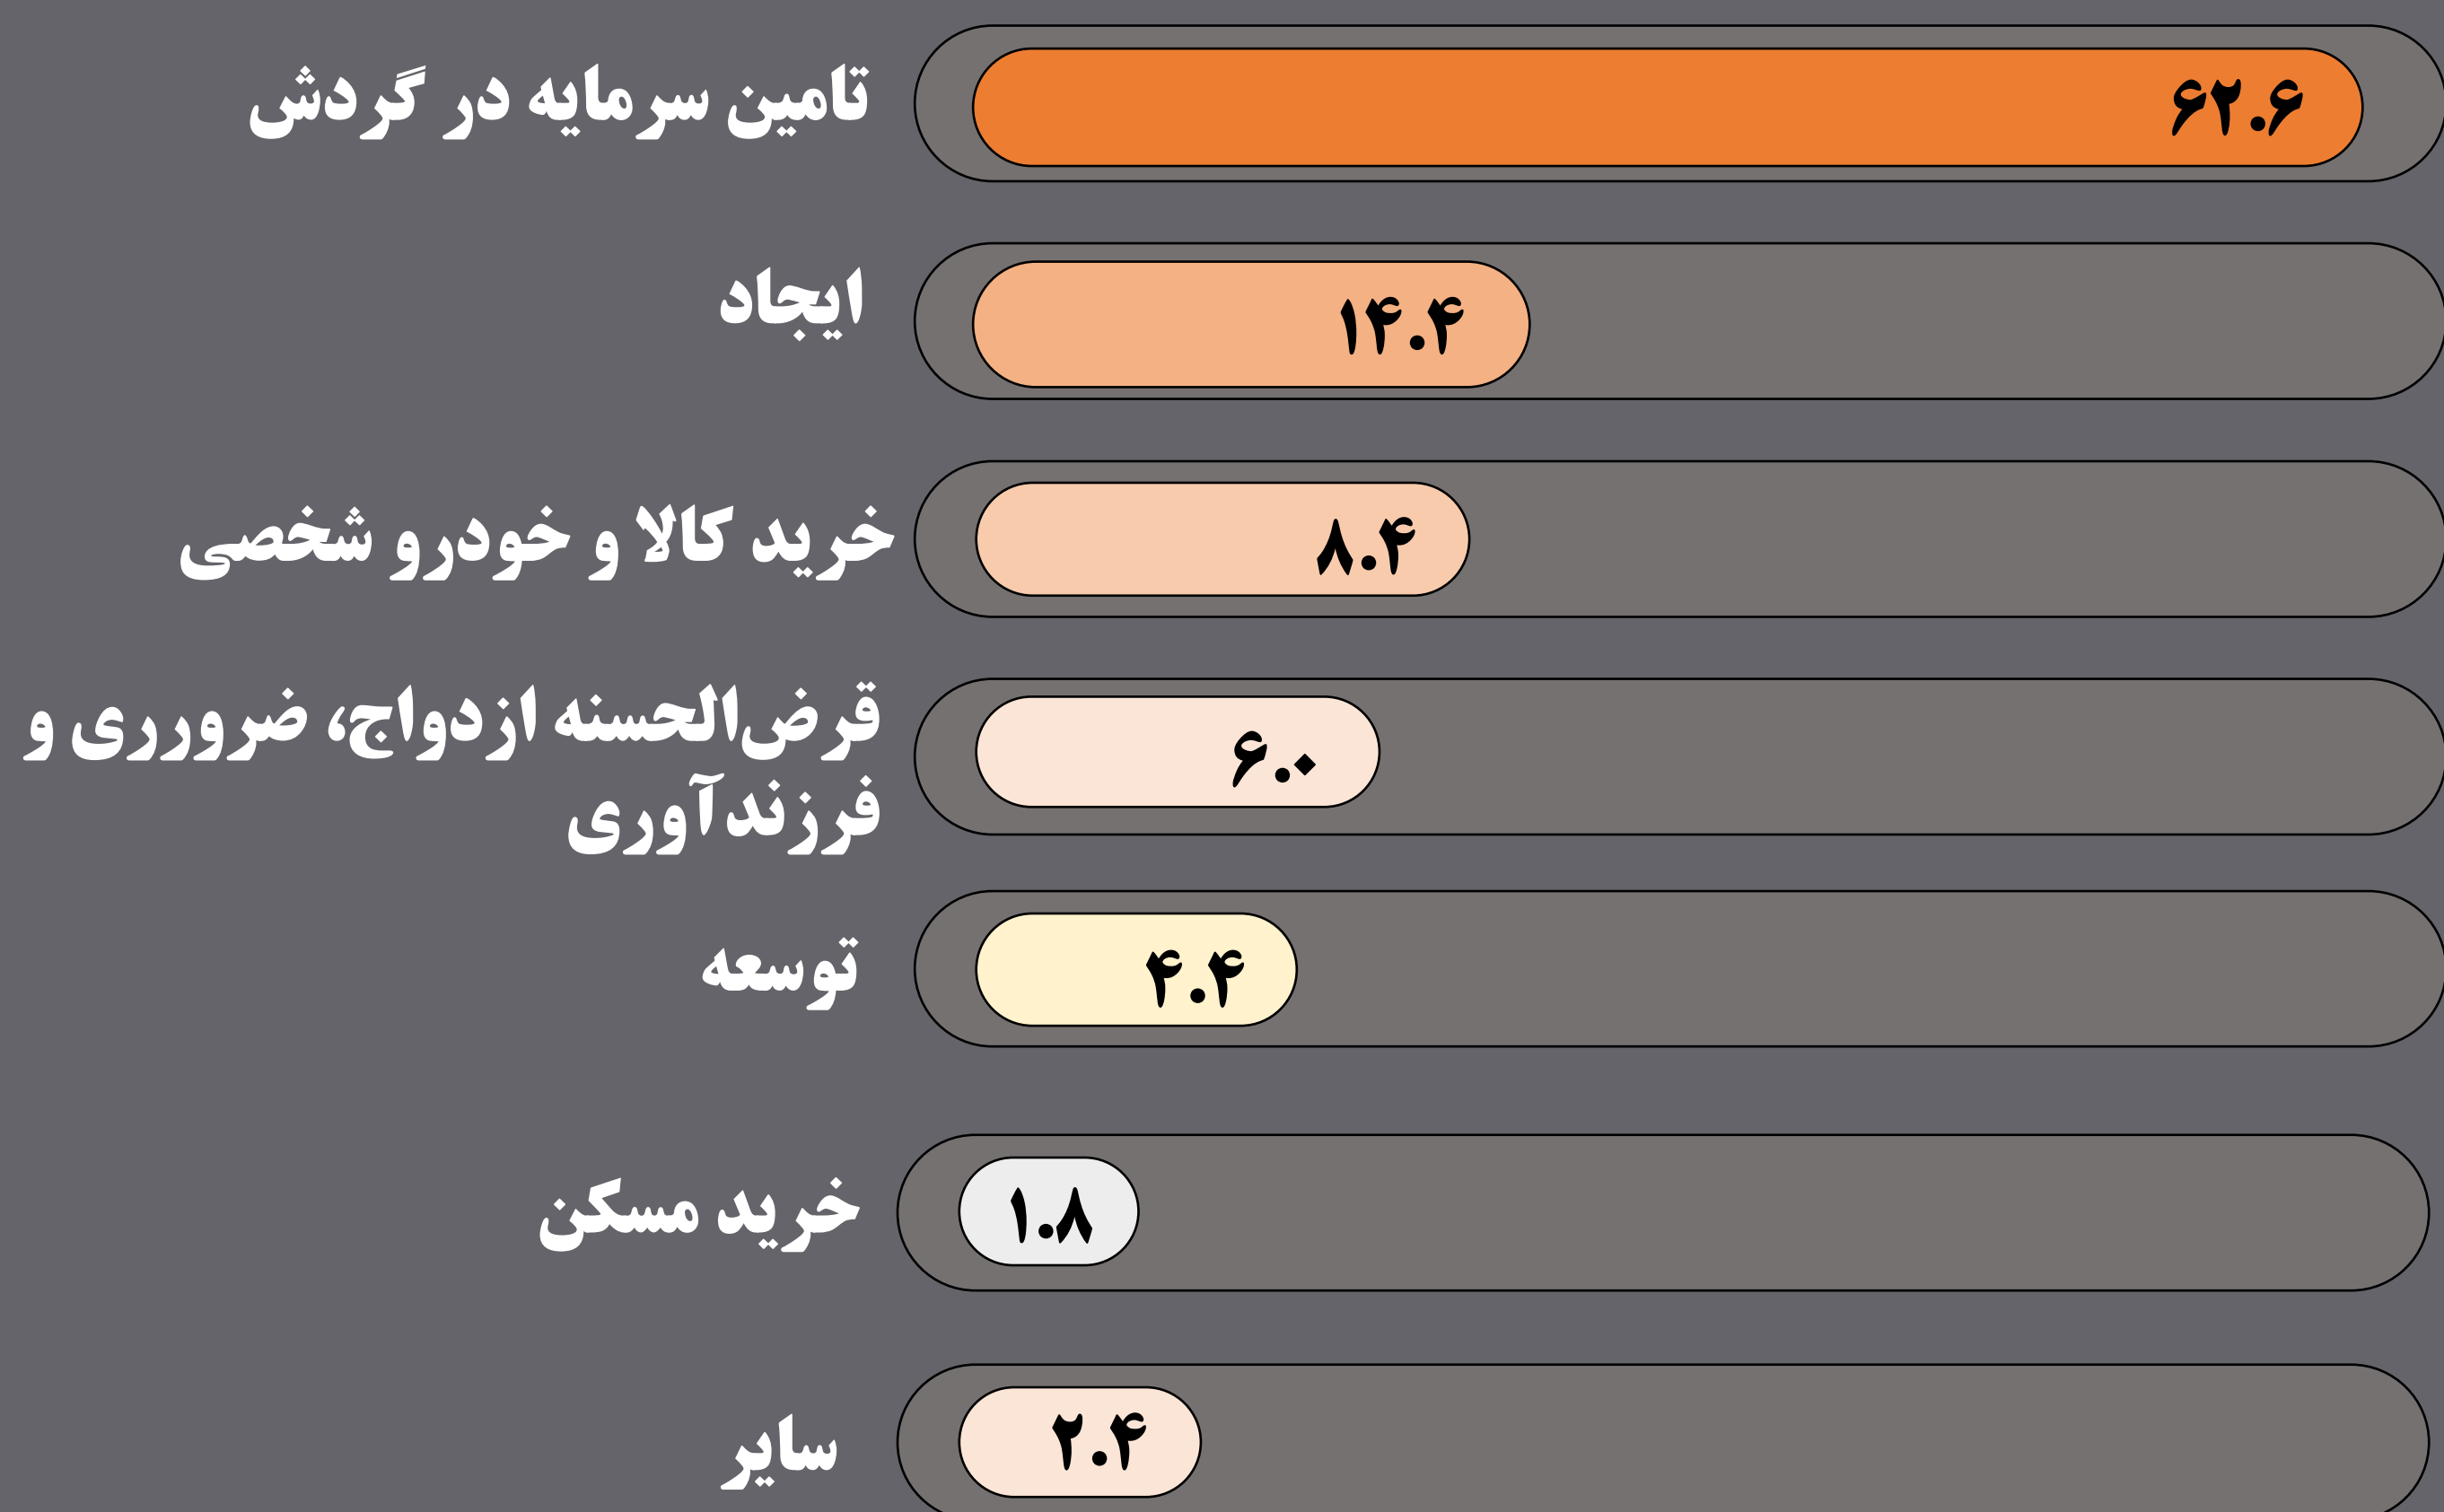 تأمین سرمایه در گردش
۶۲.۶
ایجاد
۱۴.۴
خرید کالا و خودرو شخصی
۸.۴
قرض‌الحسنه ازدواج، ضروری و
فرزندآوری
۶.۰
توسعه
۴.۴
خرید مسکن
۱.۸
سایر
۲.۴